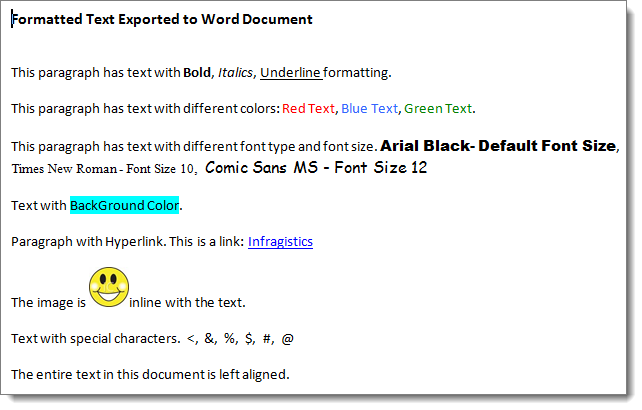 Formatted Text Exported to Word Document
This paragraph has text with Bold, Italics, Underline formatting.
This paragraph has text with different colors: Red Text, Blue Text, Green Text.
This paragraph has text with different font type and font size. Arial Black- Default Font Size,
Times New Roman - Font Size 10, Comic Sans MS - Font Size 12
Text with BackGround Color.
Paragraph with Hyperlink. This is a link: Infragistics
The image is inline with the text.
Text with special characters. <, &, %, $, #, @
The entire text in this document is left aligned.